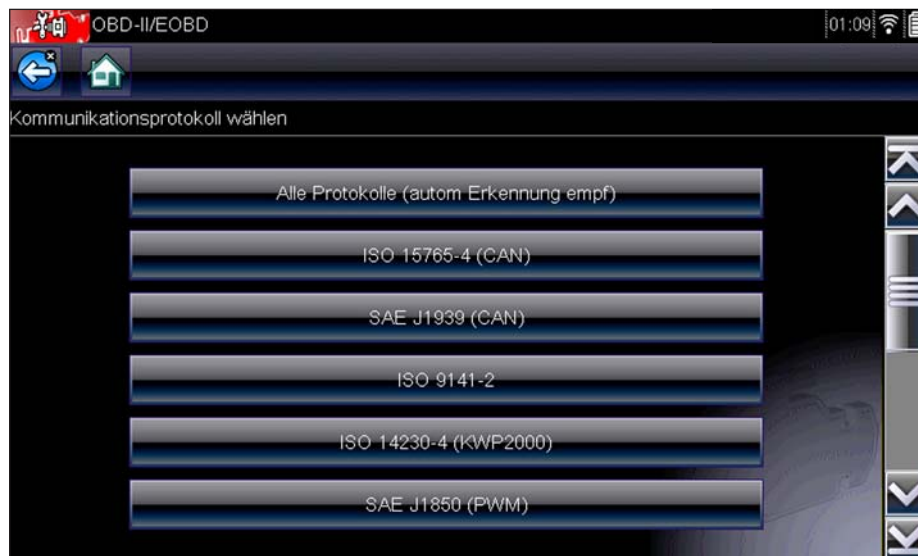 OBD-II/EOBD
01:09
Kommunikationsprotokoll wählen
Alle Protokolle (autom Erkennung empf)
ISO 15765-4 (CAN)
SAE J1939 (CAN)
ISO 9141-2
ISO 14230-4 (KWP2000)
SAE J1850 (PWM)